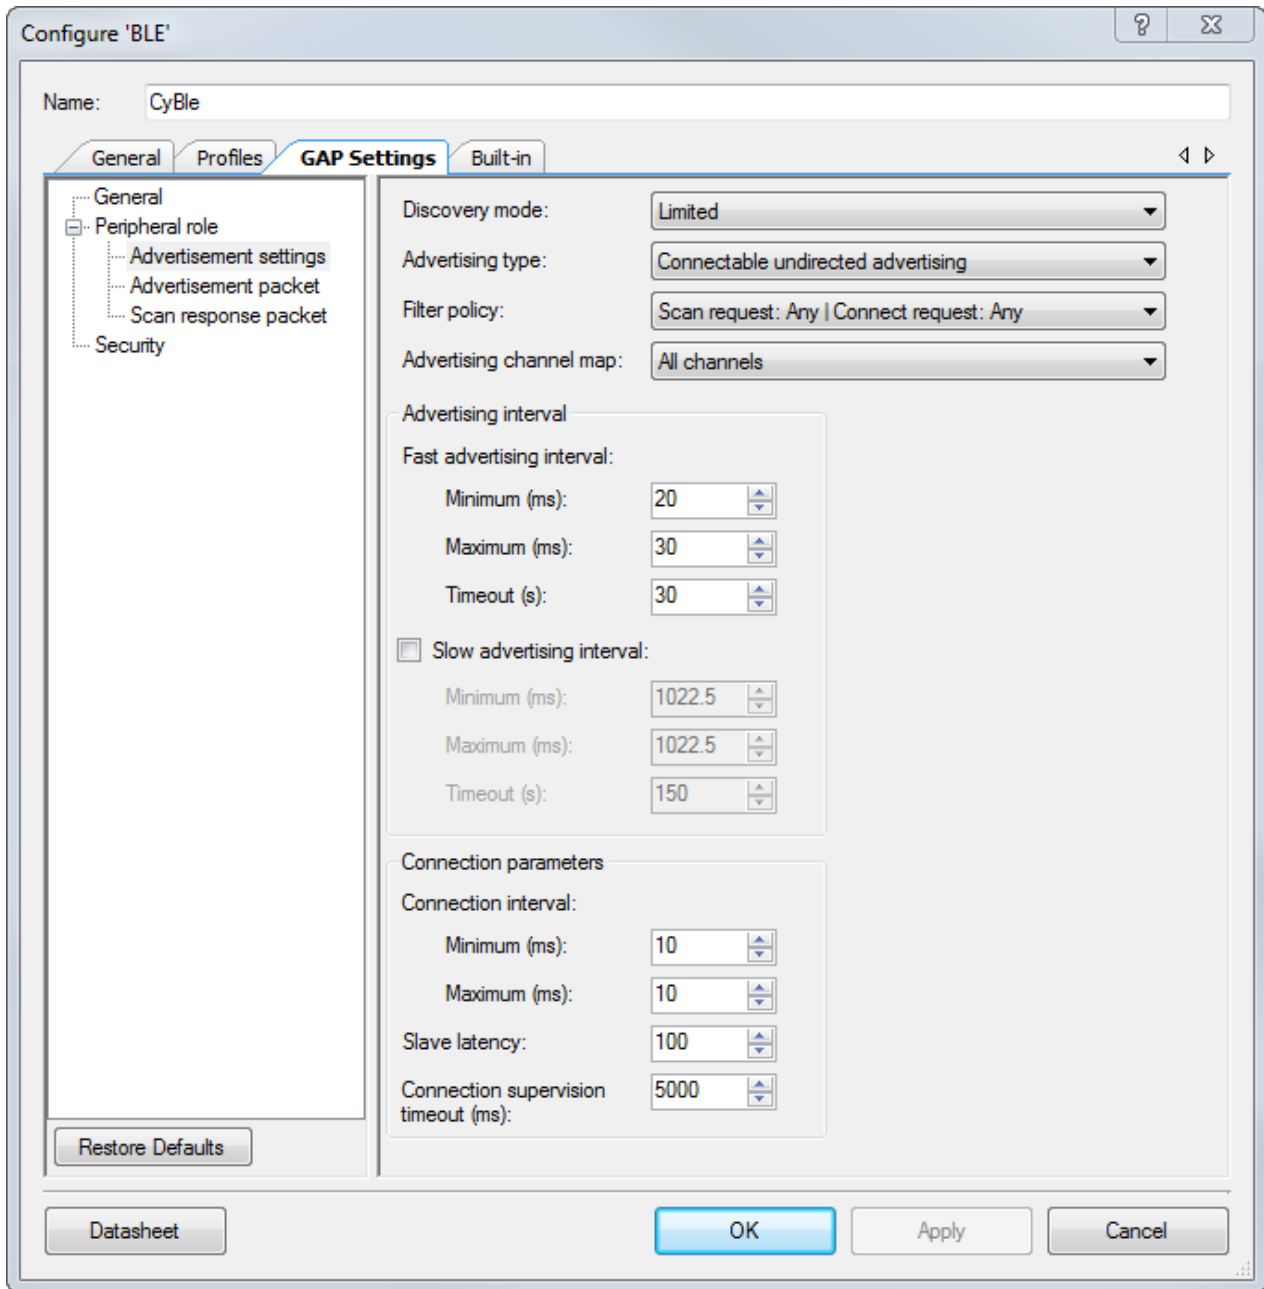 Configure 'BLE'
Name: CyBle
General Profiles GAP Settings Built-in
General
Peripheral role
Advertisement settings
Advertisement packet
Scan response packet
Security
Restore Defaults
Discovery mode: Limited
Advertising type: Connectable undirected advertising
Filter policy: Scan request: Any | Connect request: Any
Advertising channel map: All channels
Advertising interval
Fast advertising interval:
Minimum (ms): 20
Maximum (ms): 30
Timeout (s): 30
Slow advertising interval:
Minimum (ms): 1022.5
Maximum (ms): 1022.5
Timeout (s): 150
Connection parameters
Connection interval:
Minimum (ms): 10
Maximum (ms): 10
Slave latency: 100
Connection supervision 5000
timeout (ms):
Datasheet OK Apply Cancel